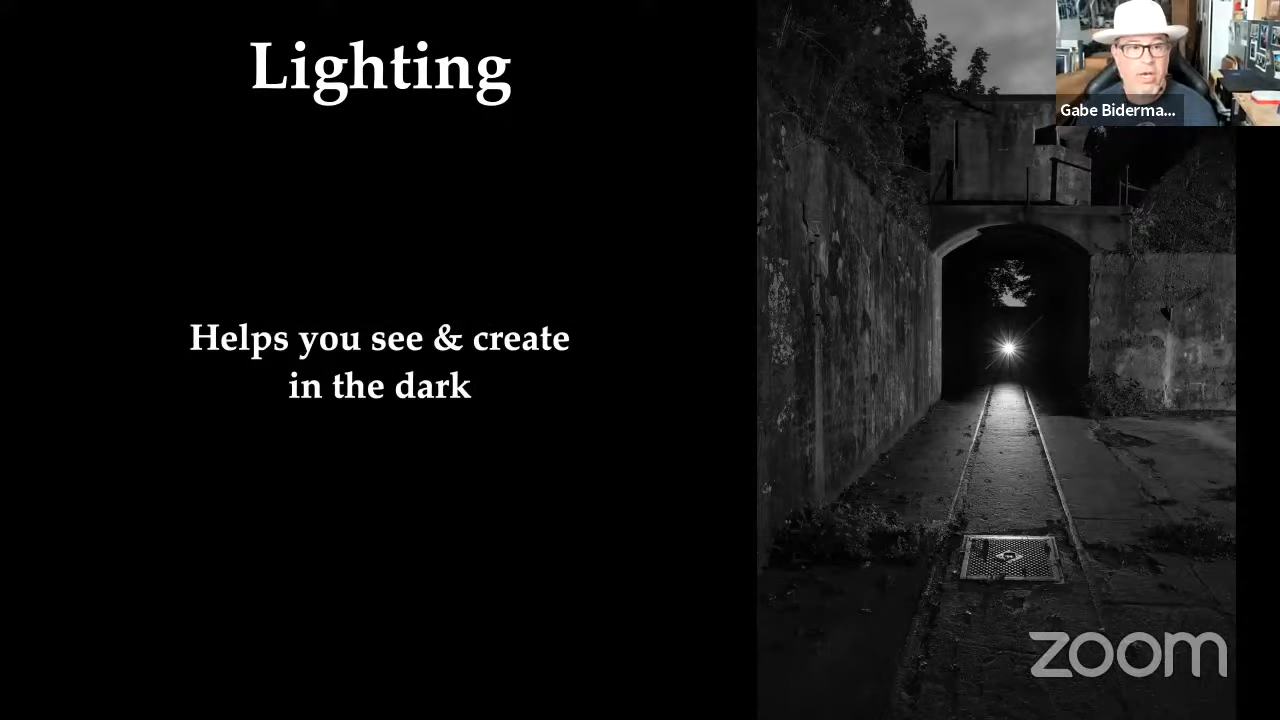 Lighting
Gabe Biderma...
Helps you see & create
in the dark
zoom